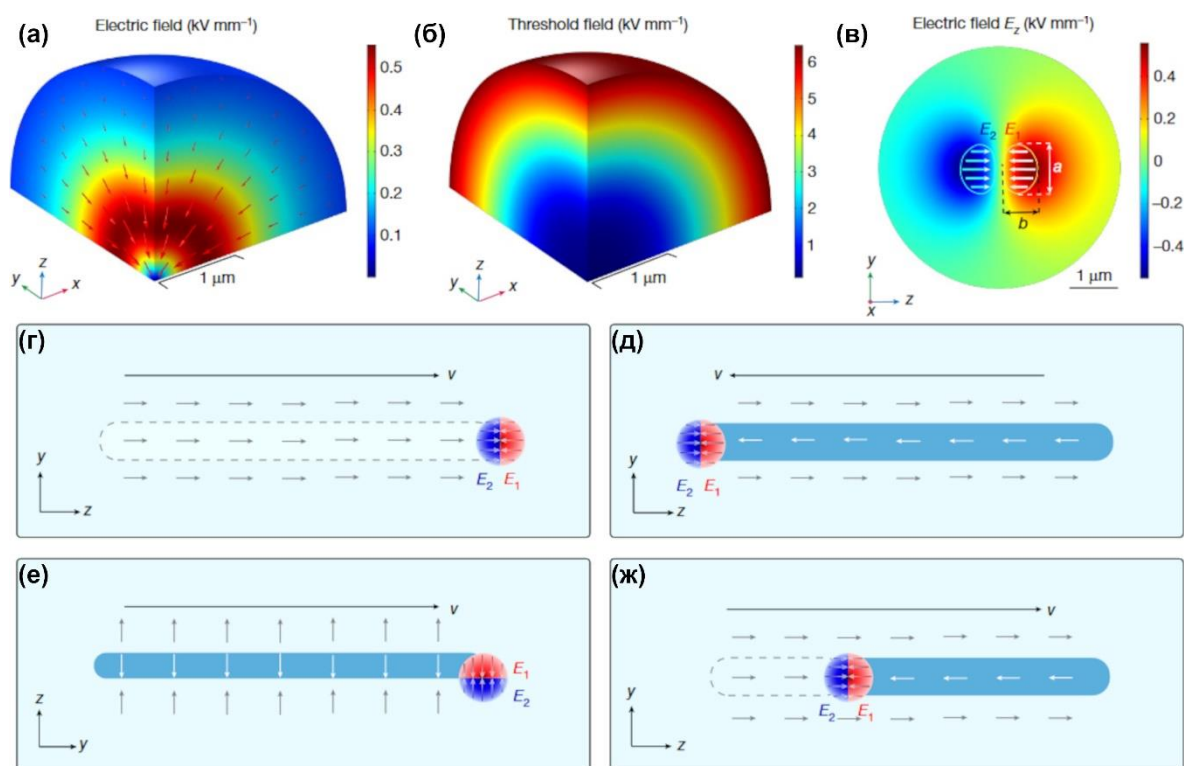 (а)
Electric field (kV mm⁻¹)
0.5
0.4
0.3
0.2
0.1
1 μm
y
z
x
(б)
Threshold field (kV mm⁻¹)
6
5
4
3
2
1
1 μm
y
z
x
(в)
Electric field Ez (kV mm⁻¹)
E2 E1
a
b
0.4
0.2
0
–0.2
–0.4
y
x z
1 μm
(г)
v
y
z
E2 E1
(д)
v
y
z
E2 E1
(е)
v
z
y
E1
E2
(ж)
v
y
z
E2 E1